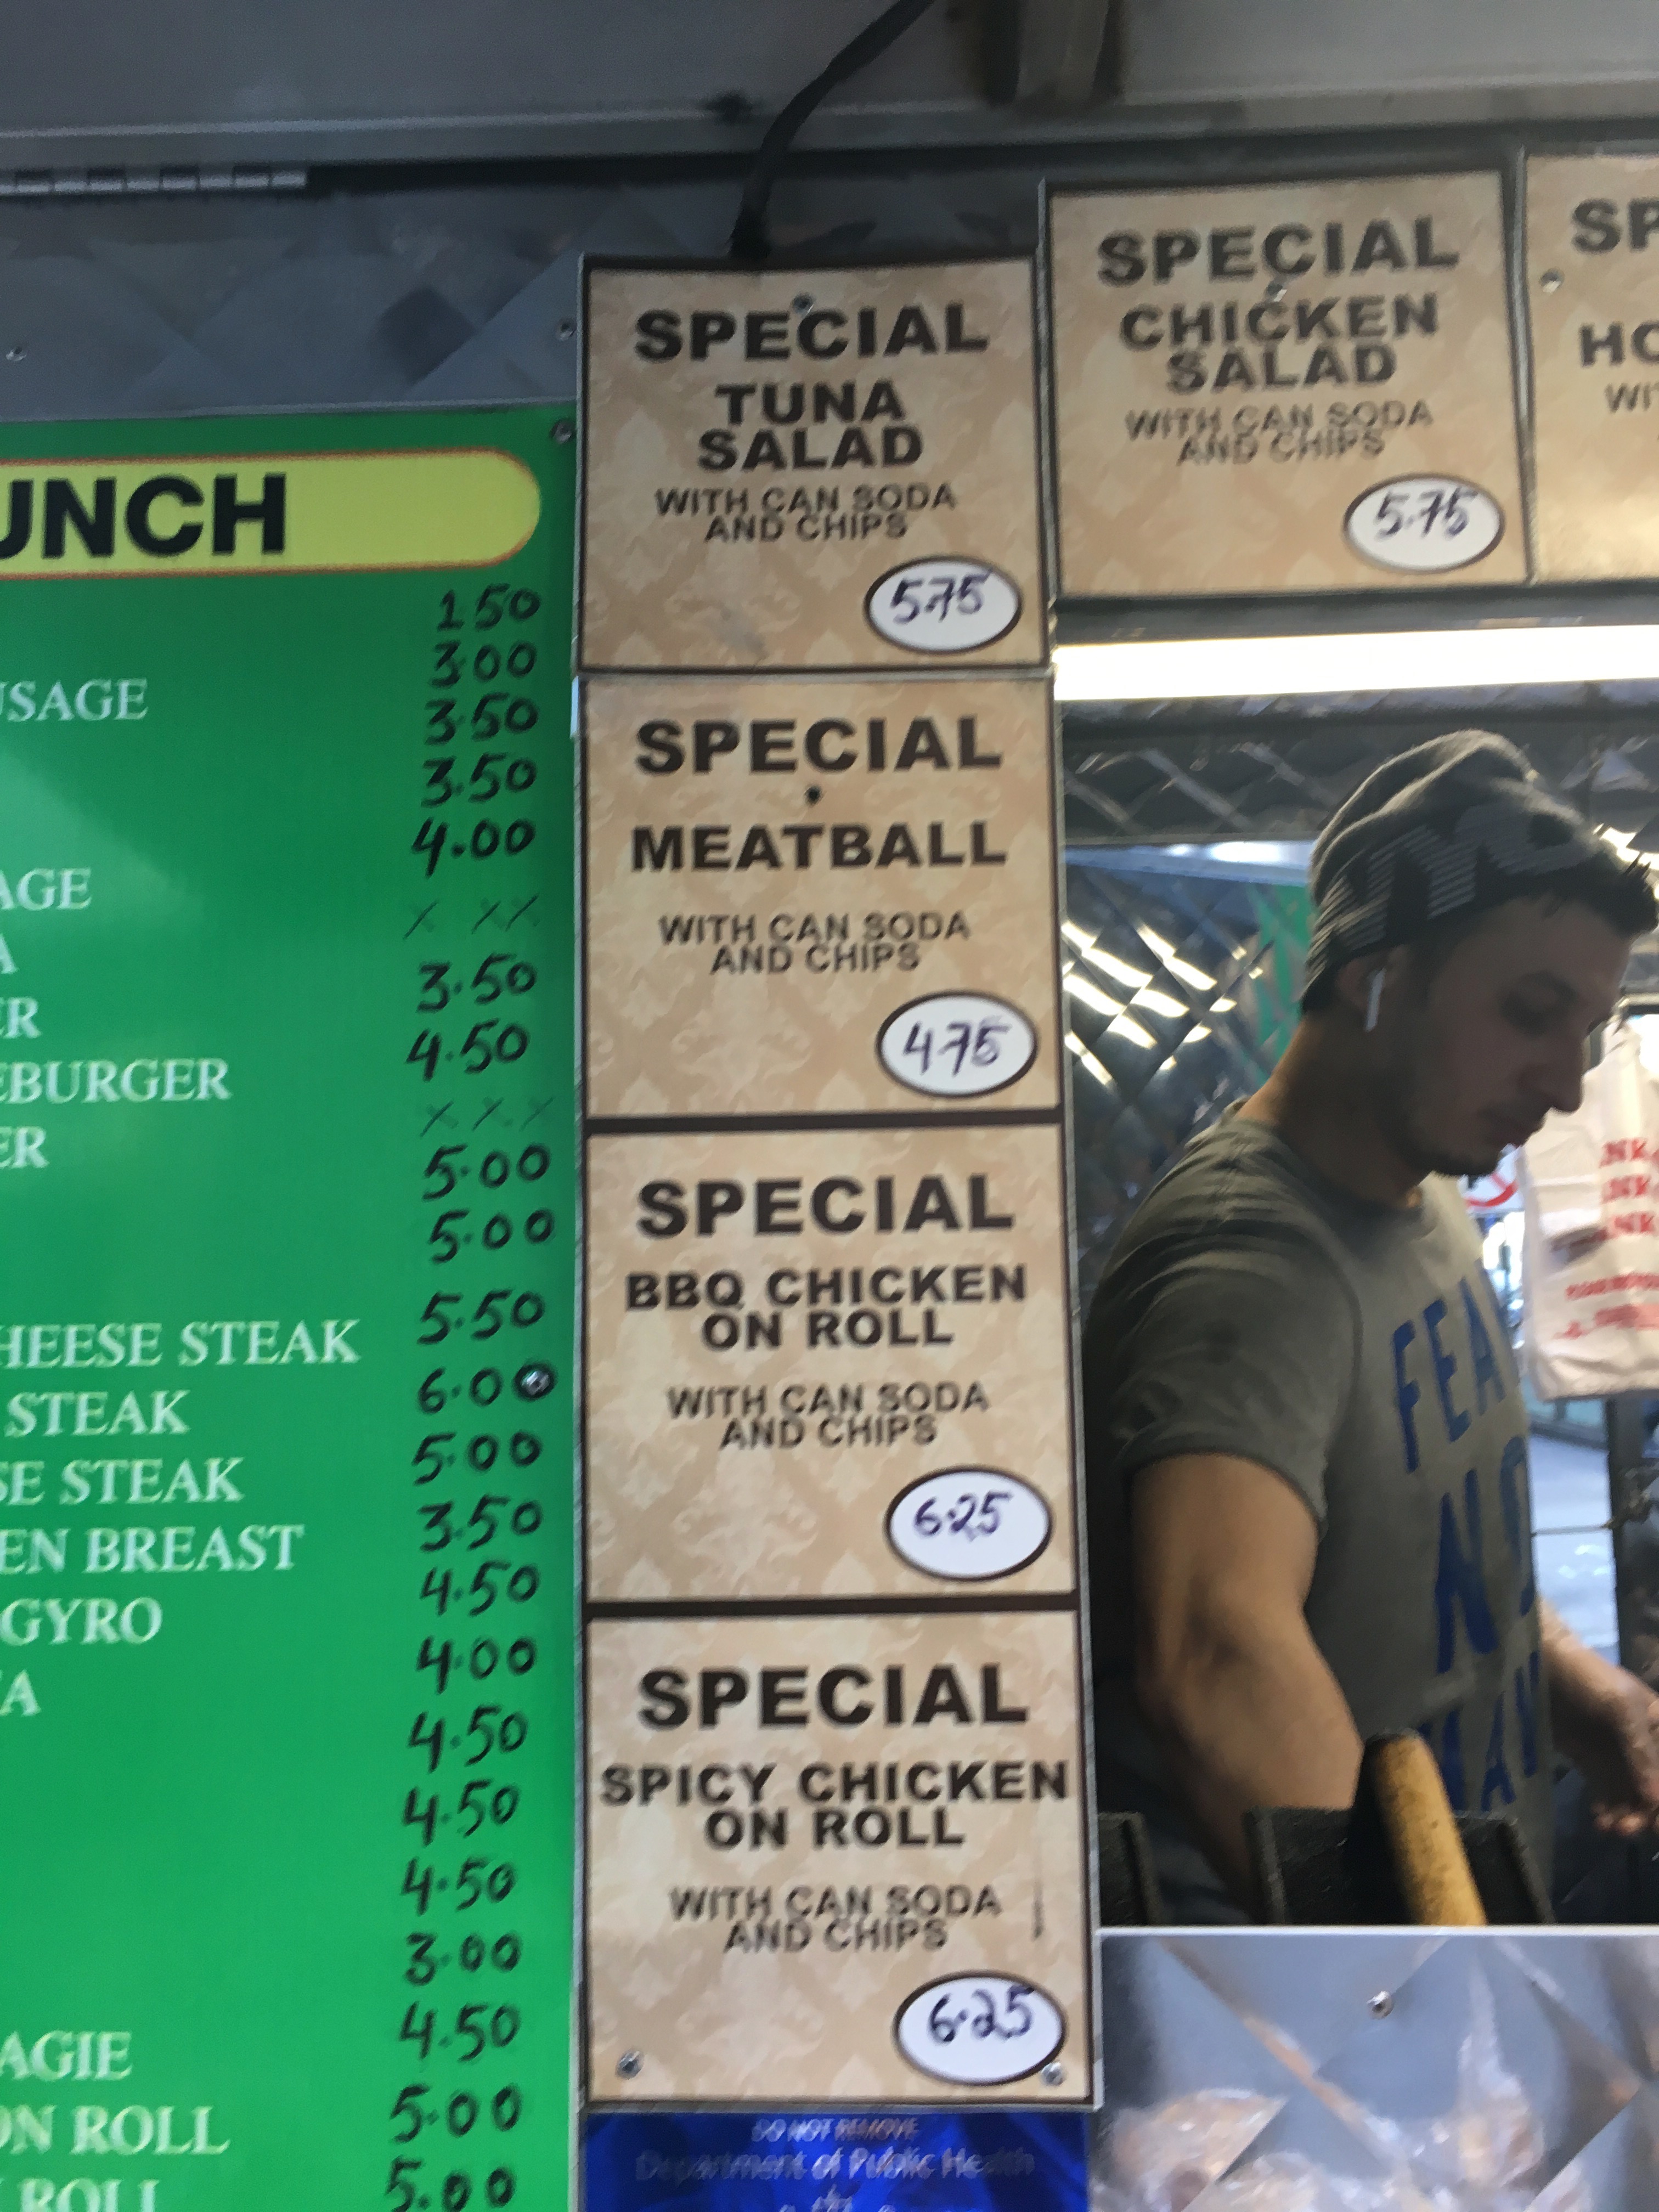 UNCH
1.50
3.00
USAGE 3.50
3.50
4.00
AGE X XX
A 3.50
ER 4.50
EBURGER X.X.X
ER 5.00
5.00
HEESE STEAK 5.50
STEAK 6.00
SE STEAK 5.00
EN BREAST 3.50
GYRO 4.50
A 4.00
4.50
4.50
4.50
3.00
AGIE 4.50
ON ROLL 5.00
ROLL 5.00
SPECIAL
TUNA
SALAD
WITH CAN SODA
AND CHIPS
5.75
SPECIAL
MEATBALL
WITH CAN SODA
AND CHIPS
4.75
SPECIAL
BBQ CHICKEN
ON ROLL
WITH CAN SODA
AND CHIPS
6.25
SPECIAL
SPICY CHICKEN
ON ROLL
WITH CAN SODA
AND CHIPS
6.25
DO NOT REMOVE
Department of Public Health
SPECIAL
CHICKEN
SALAD
WITH CAN SODA
AND CHIPS
5.75
SP
HO
WIT
FEA
NO
MAN